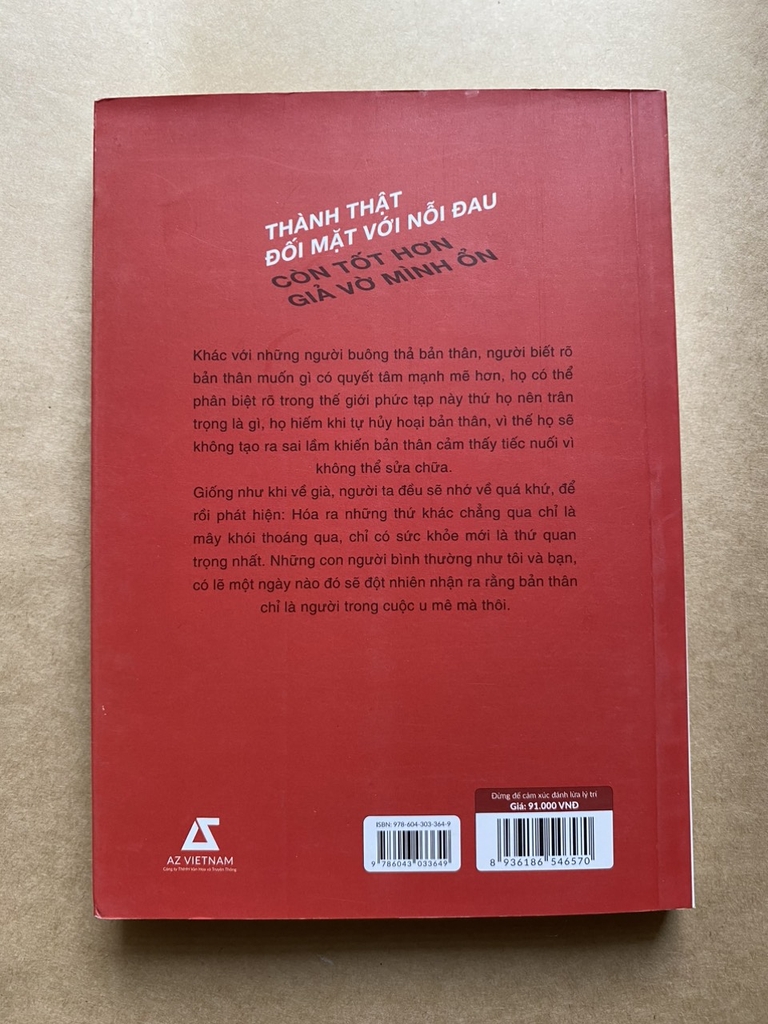 THÀNH THẬT
ĐỐI MẶT VỚI NỖI ĐAU
CÒN TỐT HƠN
GIẢ VỜ MÌNH ỔN
Khác với những người buông thả bản thân, người biết rõ
bản thân muốn gì có quyết tâm mạnh mẽ hơn, họ có thể
phân biệt rõ trong thế giới phức tạp này thứ họ nên trân
trọng là gì, họ hiếm khi tự hủy hoại bản thân, vì thế họ sẽ
không tạo ra sai lầm khiến bản thân cảm thấy tiếc nuối vì
không thể sửa chữa.
Giống như khi về già, người ta đều sẽ nhớ về quá khứ, để
rồi phát hiện: Hóa ra những thứ khác chẳng qua chỉ là
mây khói thoáng qua, chỉ có sức khỏe mới là thứ quan
trọng nhất. Những con người bình thường như tôi và bạn,
có lẽ một ngày nào đó sẽ đột nhiên nhận ra rằng bản thân
chỉ là người trong cuộc u mê mà thôi.
AZ VIETNAM
Công ty TNHH Văn Hóa và Truyền Thông
ISBN: 978-604-303-364-9
9 786043 033649
Đừng để cảm xúc đánh lừa lý trí
Giá: 91.000 VNĐ
8 936186 546570